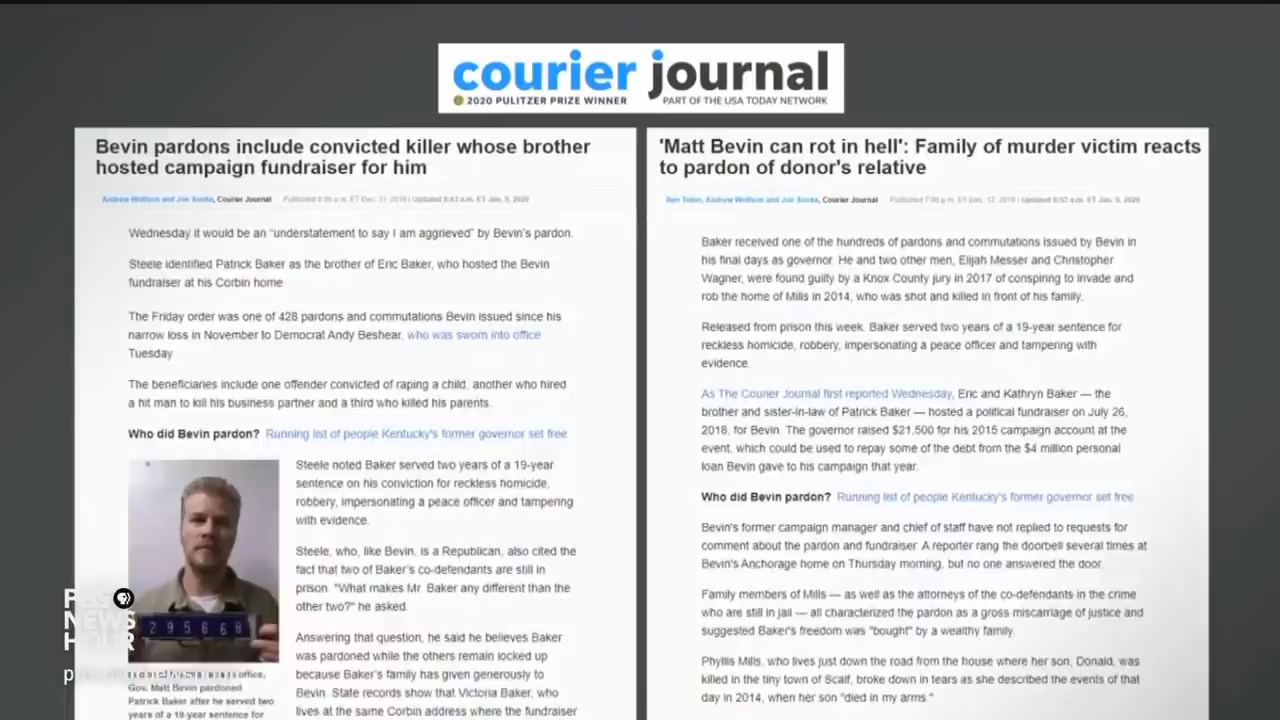 courier journal
2020 PULITZER PRIZE WINNER PART OF THE USA TODAY NETWORK
Bevin pardons include convicted killer whose brother
hosted campaign fundraiser for him
Courier Journal
Wednesday it would be an "understatement to say I am aggrieved" by Bevin's pardon.
Steele identified Patrick Baker as the brother of Eric Baker, who hosted the Bevin
fundraiser at his Corbin home
The Friday order was one of 428 pardons and commutations Bevin issued since his
narrow loss in November to Democrat Andy Beshear, who was sworn into office
Tuesday
The beneficiaries include one offender convicted of raping a child, another who hired
a hit man to kill his business partner and a third who killed his parents.
Who did Bevin pardon? Running list of people Kentucky's former governor set free
Steele noted Baker served two years of a 19-year
sentence on his conviction for reckless homicide,
robbery, impersonating a peace officer and tampering
with evidence.
Steele, who, like Bevin, is a Republican, also cited the
fact that two of Baker's co-defendants are still in
prison. "What makes Mr. Baker any different than the
other two?" he asked.
Answering that question, he said he believes Baker
was pardoned while the others remain locked up
because Baker's family has given generously to
Bevin. State records show that Victoria Baker, who
lives at the same Corbin address where the fundraiser
295668
office,
Gov. Matt Bevin pardoned
Patrick Baker after he served two
years of a 19-year sentence for
'Matt Bevin can rot in hell': Family of murder victim reacts
to pardon of donor's relative
Courier Journal
Baker received one of the hundreds of pardons and commutations issued by Bevin in
his final days as governor. He and two other men, Elijah Messer and Christopher
Wagner, were found guilty by a Knox County jury in 2017 of conspiring to invade and
rob the home of Mills in 2014, who was shot and killed in front of his family.
Released from prison this week, Baker served two years of a 19-year sentence for
reckless homicide, robbery, impersonating a peace officer and tampering with
evidence.
As The Courier Journal first reported Wednesday, Eric and Kathryn Baker — the
brother and sister-in-law of Patrick Baker — hosted a political fundraiser on July 26,
2018, for Bevin. The governor raised $21,500 for his 2015 campaign account at the
event, which could be used to repay some of the debt from the $4 million personal
loan Bevin gave to his campaign that year.
Who did Bevin pardon? Running list of people Kentucky's former governor set free
Bevin's former campaign manager and chief of staff have not replied to requests for
comment about the pardon and fundraiser. A reporter rang the doorbell several times at
Bevin's Anchorage home on Thursday morning, but no one answered the door.
Family members of Mills — as well as the attorneys of the co-defendants in the crime
who are still in jail — all characterized the pardon as a gross miscarriage of justice and
suggested Baker's freedom was "bought" by a wealthy family.
Phyllis Mills, who lives just down the road from the house where her son, Donald, was
killed in the tiny town of Scalf, broke down in tears as she described the events of that
day in 2014, when her son "died in my arms."
PBS
NEWS
HOUR